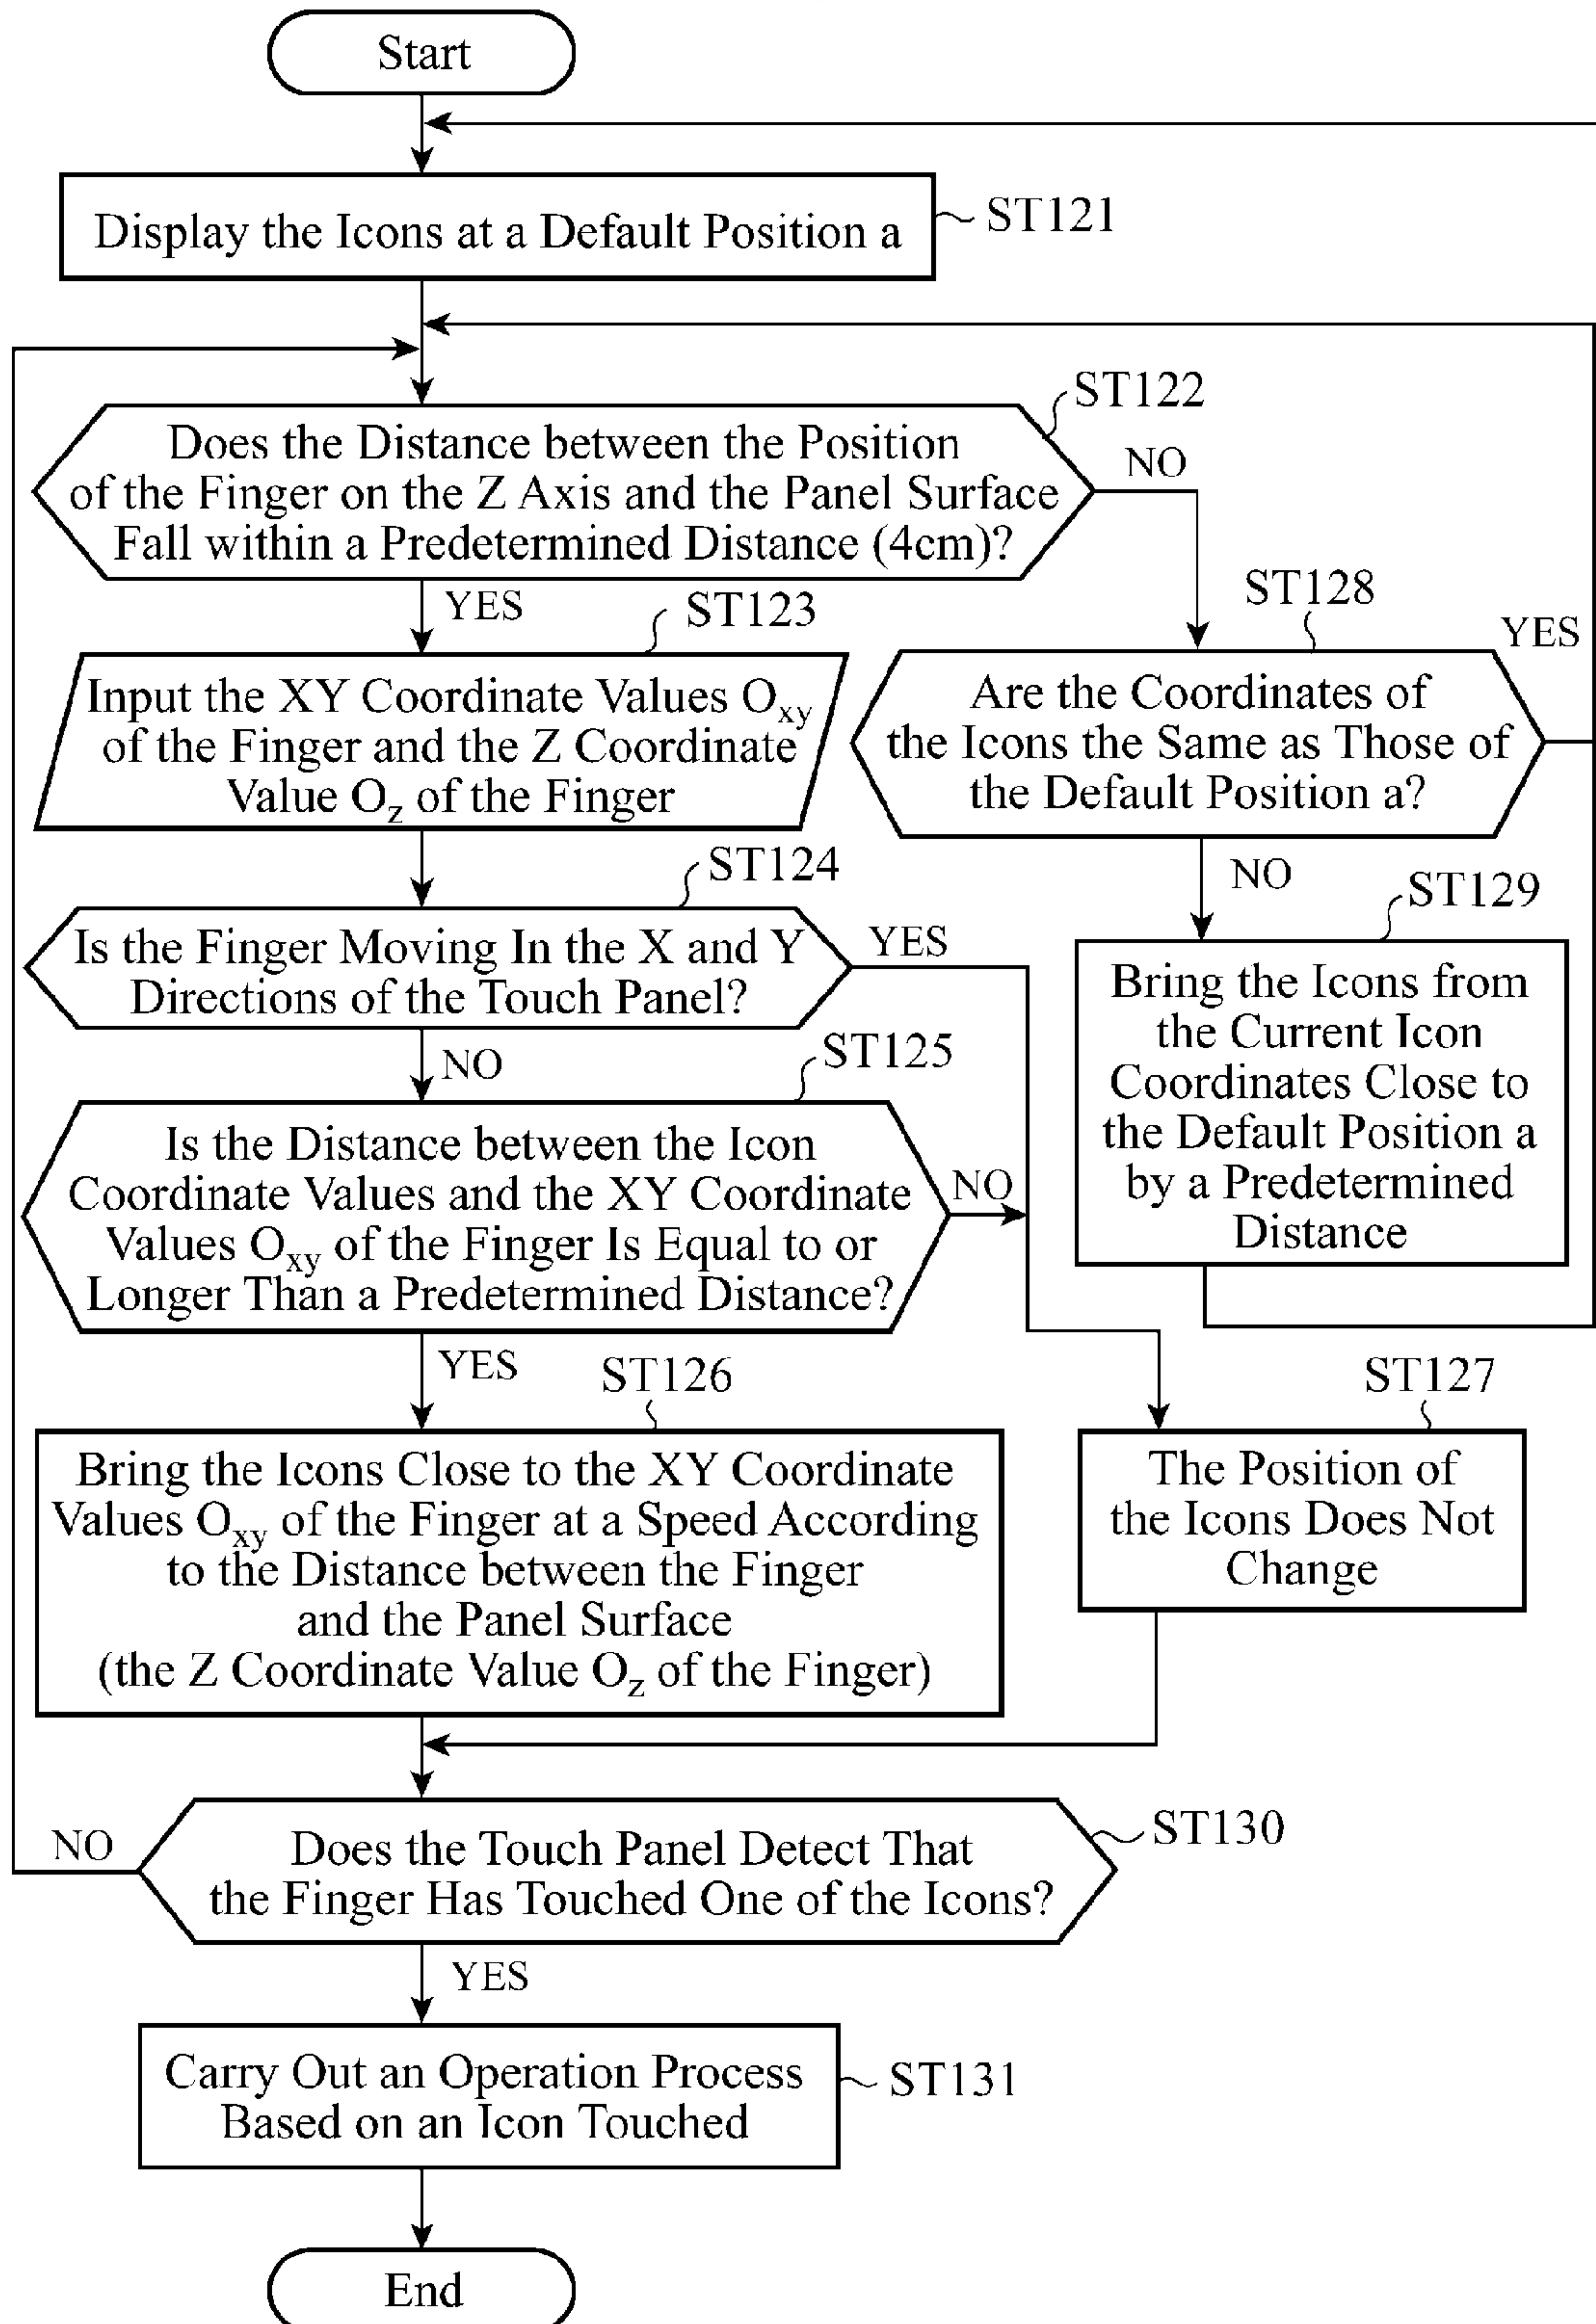 Start
Display the Icons at a Default Position a
ST121
ST122
Does the Distance between the Position
of the Finger on the Z Axis and the Panel Surface
Fall within a Predetermined Distance (4cm)?
NO
YES
ST123
Input the XY Coordinate Values Oxy
of the Finger and the Z Coordinate
Value Oz of the Finger
ST128
YES
Are the Coordinates of
the Icons the Same as Those of
the Default Position a?
NO
ST124
Is the Finger Moving In the X and Y
Directions of the Touch Panel?
YES
NO
ST129
Bring the Icons from
the Current Icon
Coordinates Close to
the Default Position a
by a Predetermined
Distance
ST125
Is the Distance between the Icon
Coordinate Values and the XY Coordinate
Values Oxy of the Finger Is Equal to or
Longer Than a Predetermined Distance?
NO
YES
ST126
Bring the Icons Close to the XY Coordinate
Values Oxy of the Finger at a Speed According
to the Distance between the Finger
and the Panel Surface
(the Z Coordinate Value Oz of the Finger)
ST127
The Position of
the Icons Does Not
Change
NO
Does the Touch Panel Detect That
the Finger Has Touched One of the Icons?
ST130
YES
Carry Out an Operation Process
Based on an Icon Touched
ST131
End